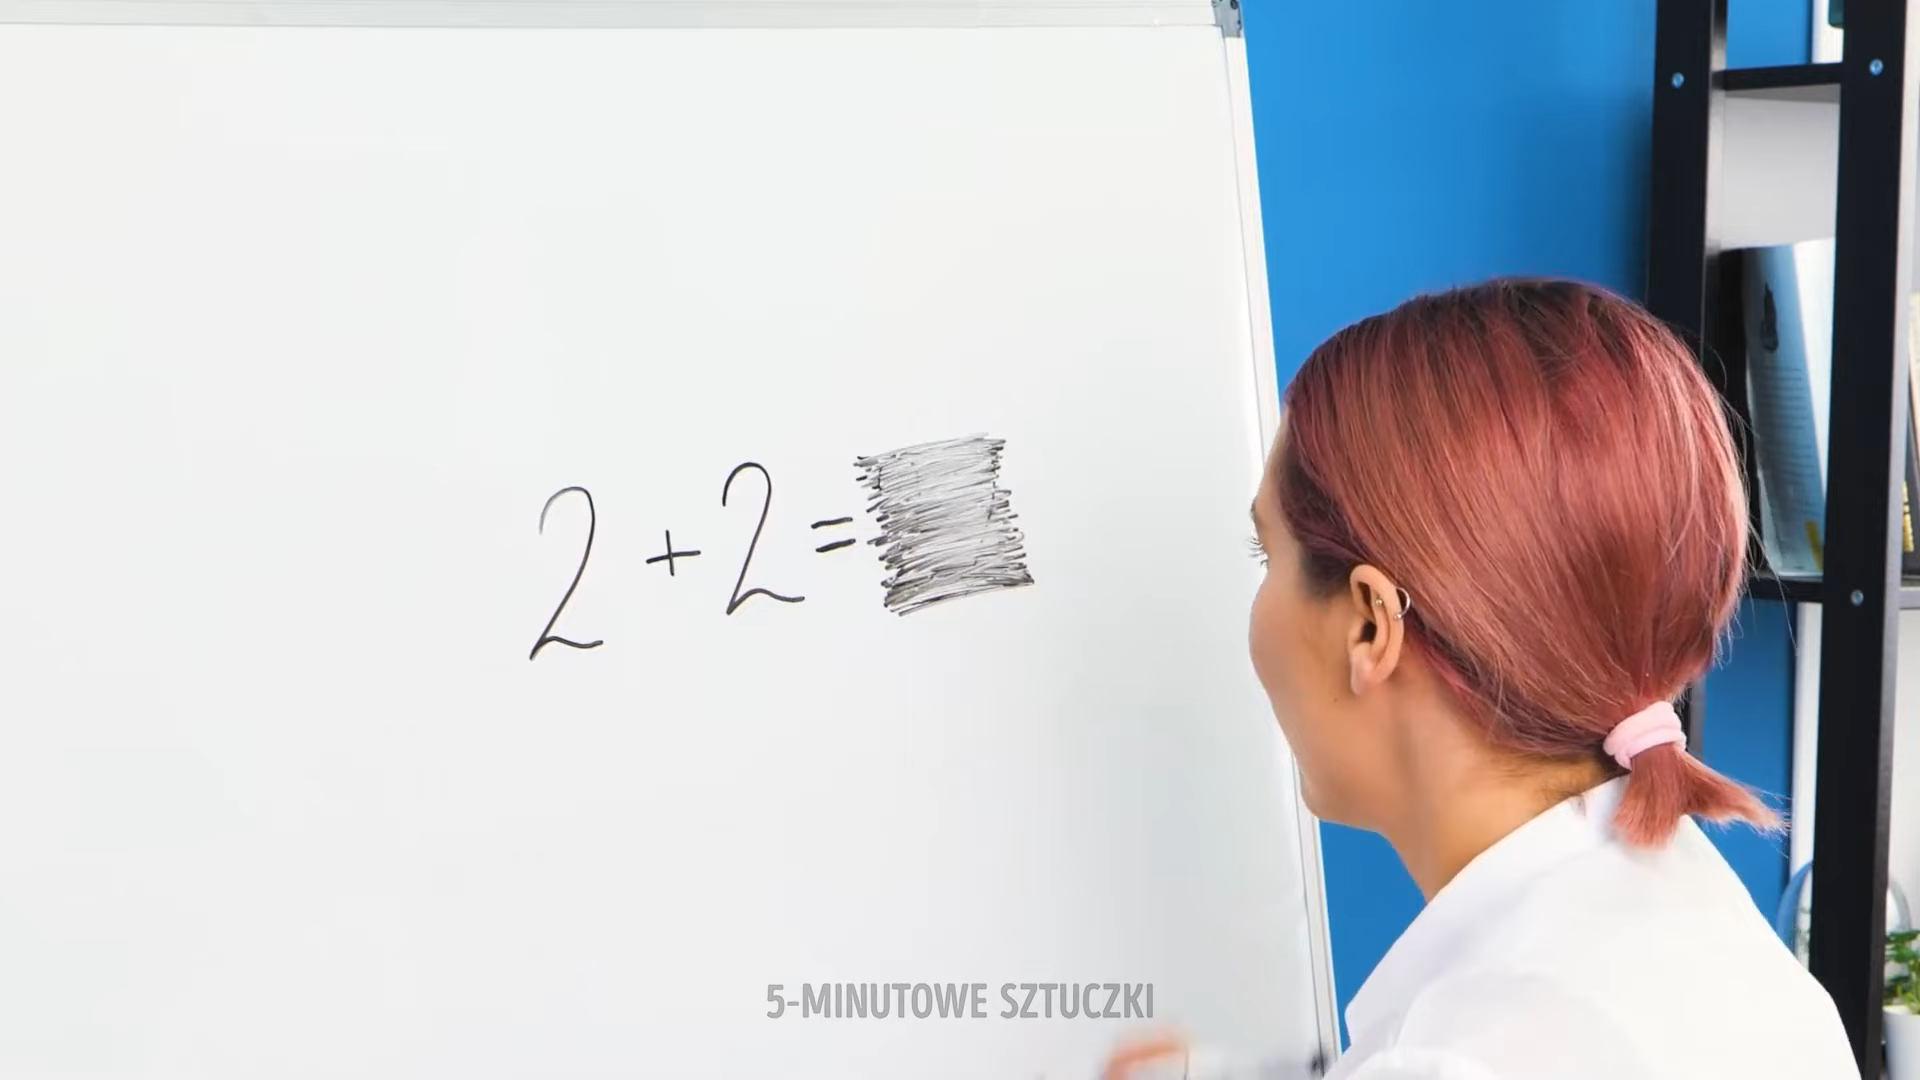 2 + 2 =
5-MINUTOWE SZTUCZKI